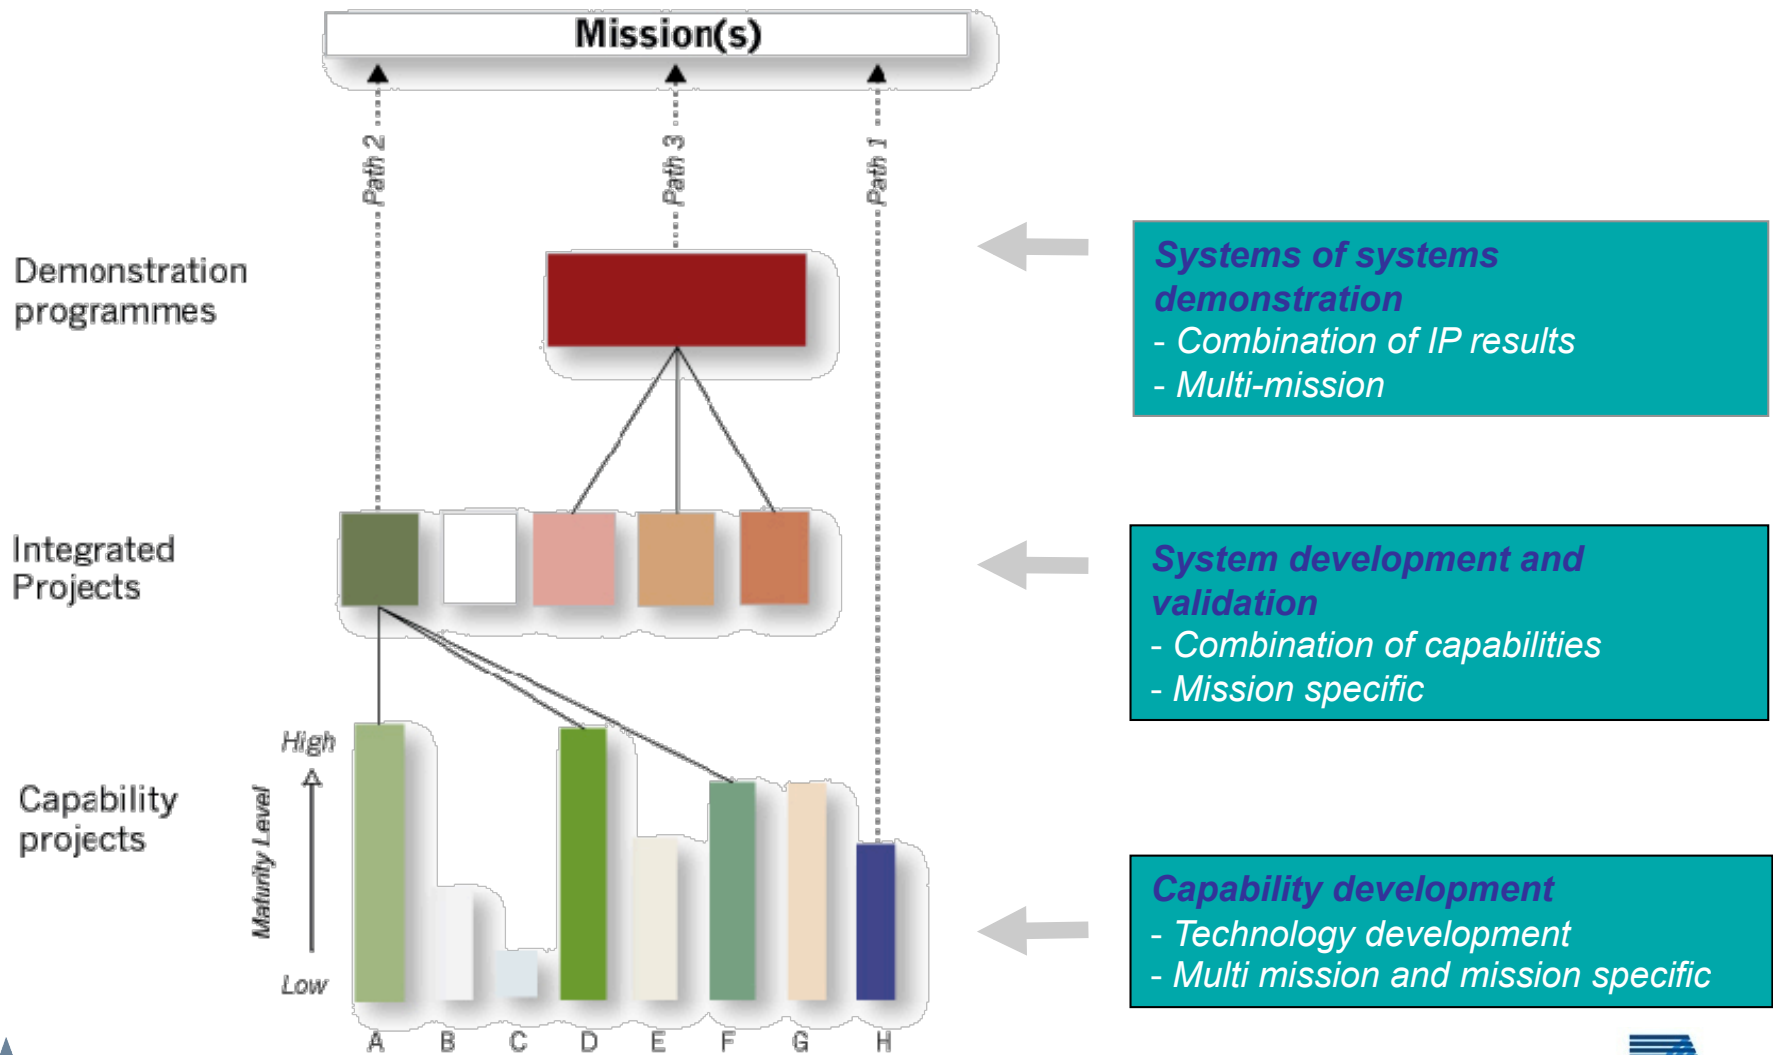 Mission(s)
Path 2
Path 3
Path 1
Demonstration
programmes
Systems of systems
demonstration
- Combination of IP results
- Multi-mission
Integrated
Projects
System development and
validation
- Combination of capabilities
- Mission specific
Capability
projects
High
Maturity Level
Low
Capability development
- Technology development
- Multi mission and mission specific
A B C D E F G H